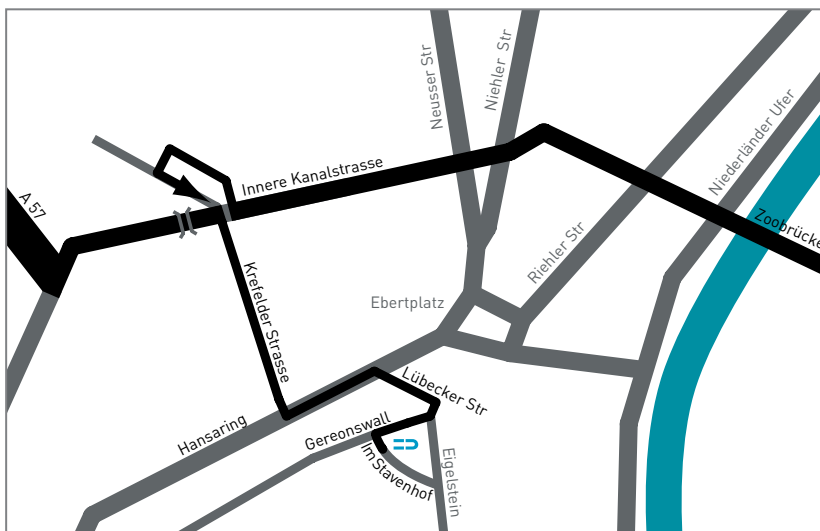 Neusser Str
Niehler Str
Niederländer Ufer
Innere Kanalstrasse
A 57
Zoobrücke
Riehler Str
Krefelder Strasse
Ebertplatz
Lübecker Str
Hansaring
Gereonswall
Im Stavenhof
Eigelstein